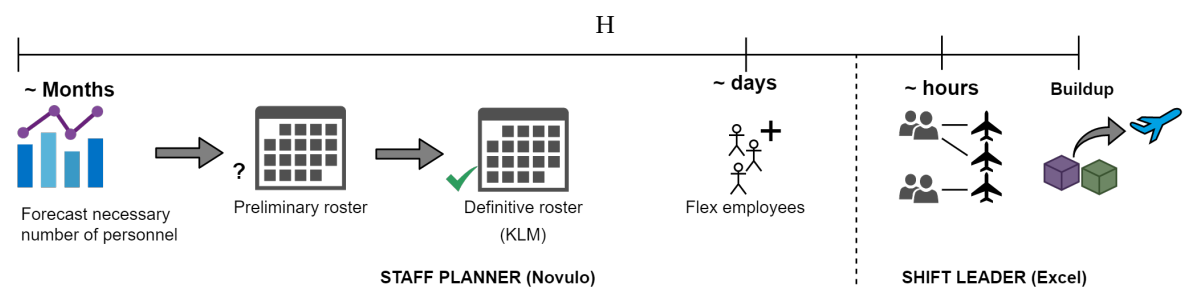 H
~ Months
~ days
~ hours
Buildup
?
Forecast necessary
number of personnel
Preliminary roster
Definitive roster
(KLM)
Flex employees
STAFF PLANNER (Novulo)
SHIFT LEADER (Excel)